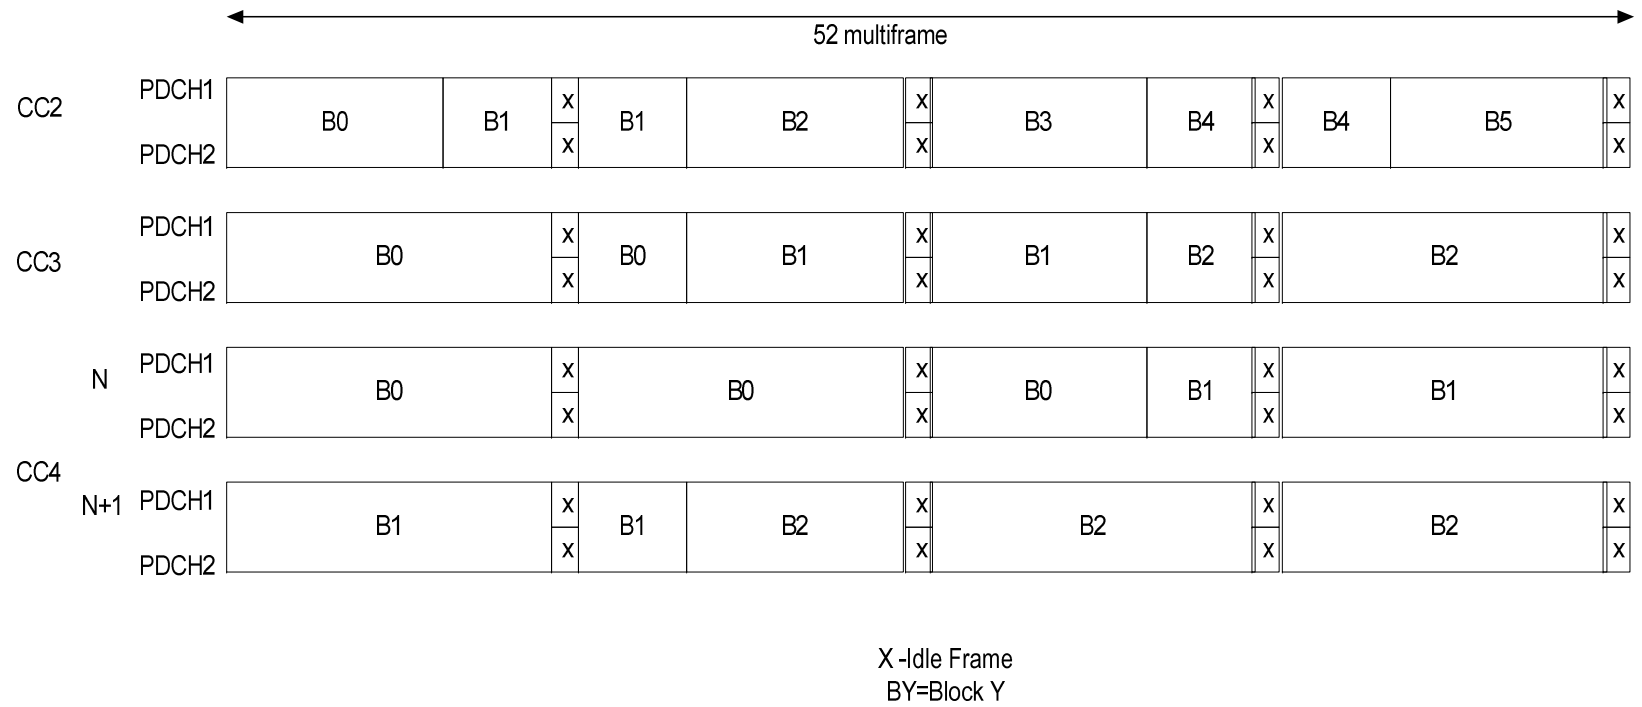 52 multiframe
CC2
PDCH1
PDCH2
B0 B1 X X B1 B2 X X B3 B4 X X B4 B5 X X
CC3
PDCH1
PDCH2
B0 X X B0 B1 X X B1 B2 X X B2 X X
CC4
N
PDCH1
PDCH2
B0 X X B0 X X B0 B1 X X B1 X X
N+1
PDCH1
PDCH2
B1 X X B1 B2 X X B2 X X B2 X X
X -Idle Frame
BY=Block Y